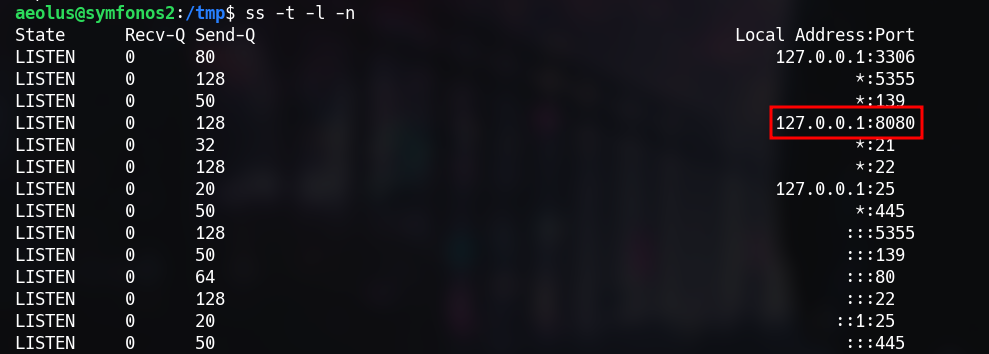 aeolus@symfonos2:/tmp$ ss -t -l -n
State Recv-Q Send-Q Local Address:Port
LISTEN 0 80 127.0.0.1:3306
LISTEN 0 128 *:5355
LISTEN 0 50 *:139
LISTEN 0 128 127.0.0.1:8080
LISTEN 0 32 *:21
LISTEN 0 128 *:22
LISTEN 0 20 127.0.0.1:25
LISTEN 0 50 *:445
LISTEN 0 128 :::5355
LISTEN 0 50 :::139
LISTEN 0 64 :::80
LISTEN 0 128 :::22
LISTEN 0 20 ::1:25
LISTEN 0 50 :::445